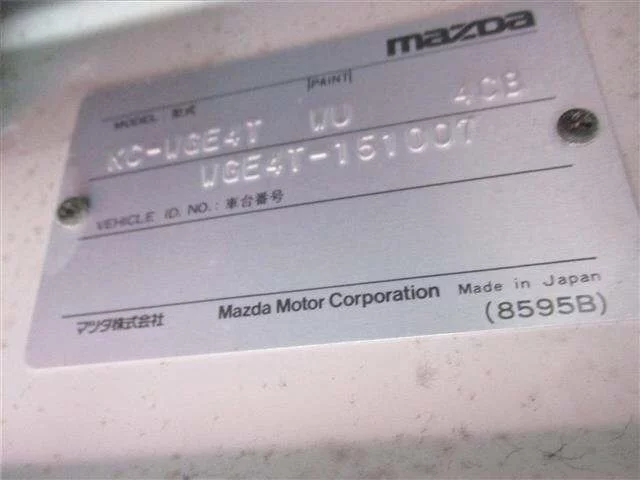 mazda
MODEL 型式 PAINT
KC-WGE4T WU 4CB
WGE4T-151007
VEHICLE ID. NO.: 車台番号
マツダ株式会社 Mazda Motor Corporation Made in Japan
(8595B)